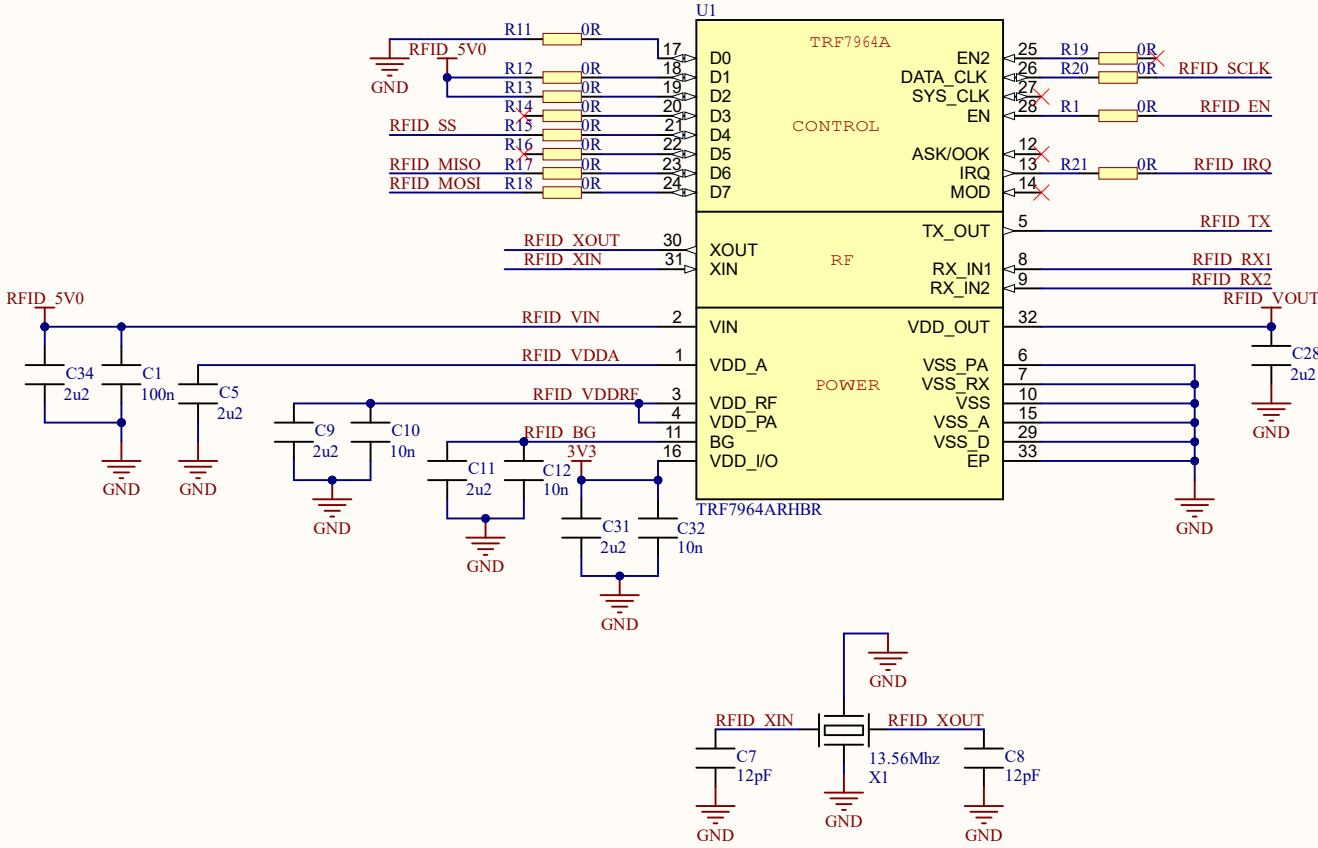 U1
TRF7964A
CONTROL
RF
POWER
TRF7964ARHBR
R11 0R 17 D0
GND
RFID_5V0
R12 0R 18 D1
R13 0R 19 D2
R14 0R 20 D3
RFID_SS R15 0R 21 D4
R16 0R 22 D5
RFID_MISO R17 0R 23 D6
RFID_MOSI R18 0R 24 D7
EN2 25 R19 0R
DATA_CLK 26 R20 0R RFID_SCLK
SYS_CLK 27
EN 28 R1 0R RFID_EN
ASK/OOK 12
IRQ 13 R21 0R RFID_IRQ
MOD 14
RFID_XOUT 30 XOUT
RFID_XIN 31 XIN
TX_OUT 5 RFID_TX
RX_IN1 8 RFID_RX1
RX_IN2 9 RFID_RX2
RFID_5V0
RFID_VIN 2 VIN
RFID_VDDA 1 VDD_A
RFID_VDDRF 3 VDD_RF
4 VDD_PA
RFID_BG 11 BG
3V3 16 VDD_I/O
VDD_OUT 32 RFID_VOUT
VSS_PA 6
VSS_RX 7
VSS 10
VSS_A 15
VSS_D 29
EP 33
C34
2u2
C1
100n
GND
C5
2u2
GND
C9
2u2
C10
10n
GND
C11
2u2
C12
10n
GND
C31
2u2
C32
10n
GND
C28
2u2
GND
GND
GND
RFID_XIN RFID_XOUT
C7
12pF
GND
13.56Mhz
X1
GND
C8
12pF
GND